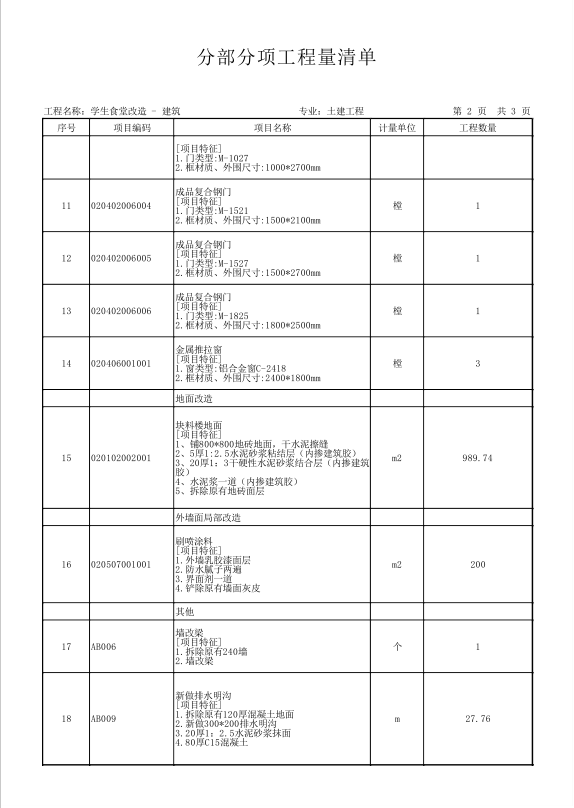 分部分项工程量清单
工程名称: 学生食堂改造 - 建筑 专业: 土建工程 第 2 页 共 3 页
序号 项目编码 项目名称 计量单位 工程数量
[项目特征]
1.门类型:M-1027
2.框材质、外围尺寸:1000*2700mm
成品复合钢门
[项目特征]
11 020402006004 樘 1
1.门类型:M-1521
2.框材质、外围尺寸:1500*2100mm
成品复合钢门
[项目特征]
12 020402006005 樘 1
1.门类型:M-1527
2.框材质、外围尺寸:1500*2700mm
成品复合钢门
[项目特征]
13 020402006006 樘 1
1.门类型:M-1825
2.框材质、外围尺寸:1800*2500mm
金属推拉窗
[项目特征]
14 020406001001 樘 3
1.窗类型:铝合金窗C-2418
2.框材质、外围尺寸:2400*1800mm
地面改造
块料楼地面
[项目特征]
1、铺800*800地砖地面, 干水泥擦缝
2、5厚1:2.5水泥砂浆粘结层（内掺建筑胶）
15 020102002001 m2 989.74
3、20厚1: 3干硬性水泥砂浆结合层（内掺建筑
胶）
4、水泥浆一道（内掺建筑胶）
5、拆除原有地砖面层
外墙面局部改造
刷喷涂料
[项目特征]
1.外墙乳胶漆面层
16 020507001001 m2 200
2.防水腻子两遍
3.界面剂一道
4.铲除原有墙面灰皮
其他
墙改梁
[项目特征]
17 AB006 个 1
1.拆除原有240墙
2.墙改梁
新做排水明沟
[项目特征]
1.拆除原有120厚混凝土地面
18 AB009 m 27.76
2.新做300*200排水明沟
3.20厚1: 2.5水泥砂浆抹面
4.80厚C15混凝土